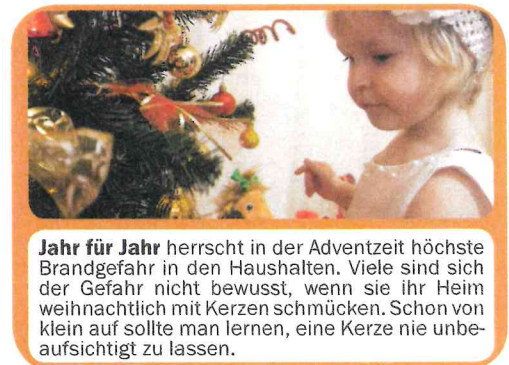 Jahr für Jahr herrscht in der Adventzeit höchste
Brandgefahr in den Haushalten. Viele sind sich
der Gefahr nicht bewusst, wenn sie ihr Heim
weihnachtlich mit Kerzen schmücken. Schon von
klein auf sollte man lernen, eine Kerze nie unbe-
aufsichtigt zu lassen.